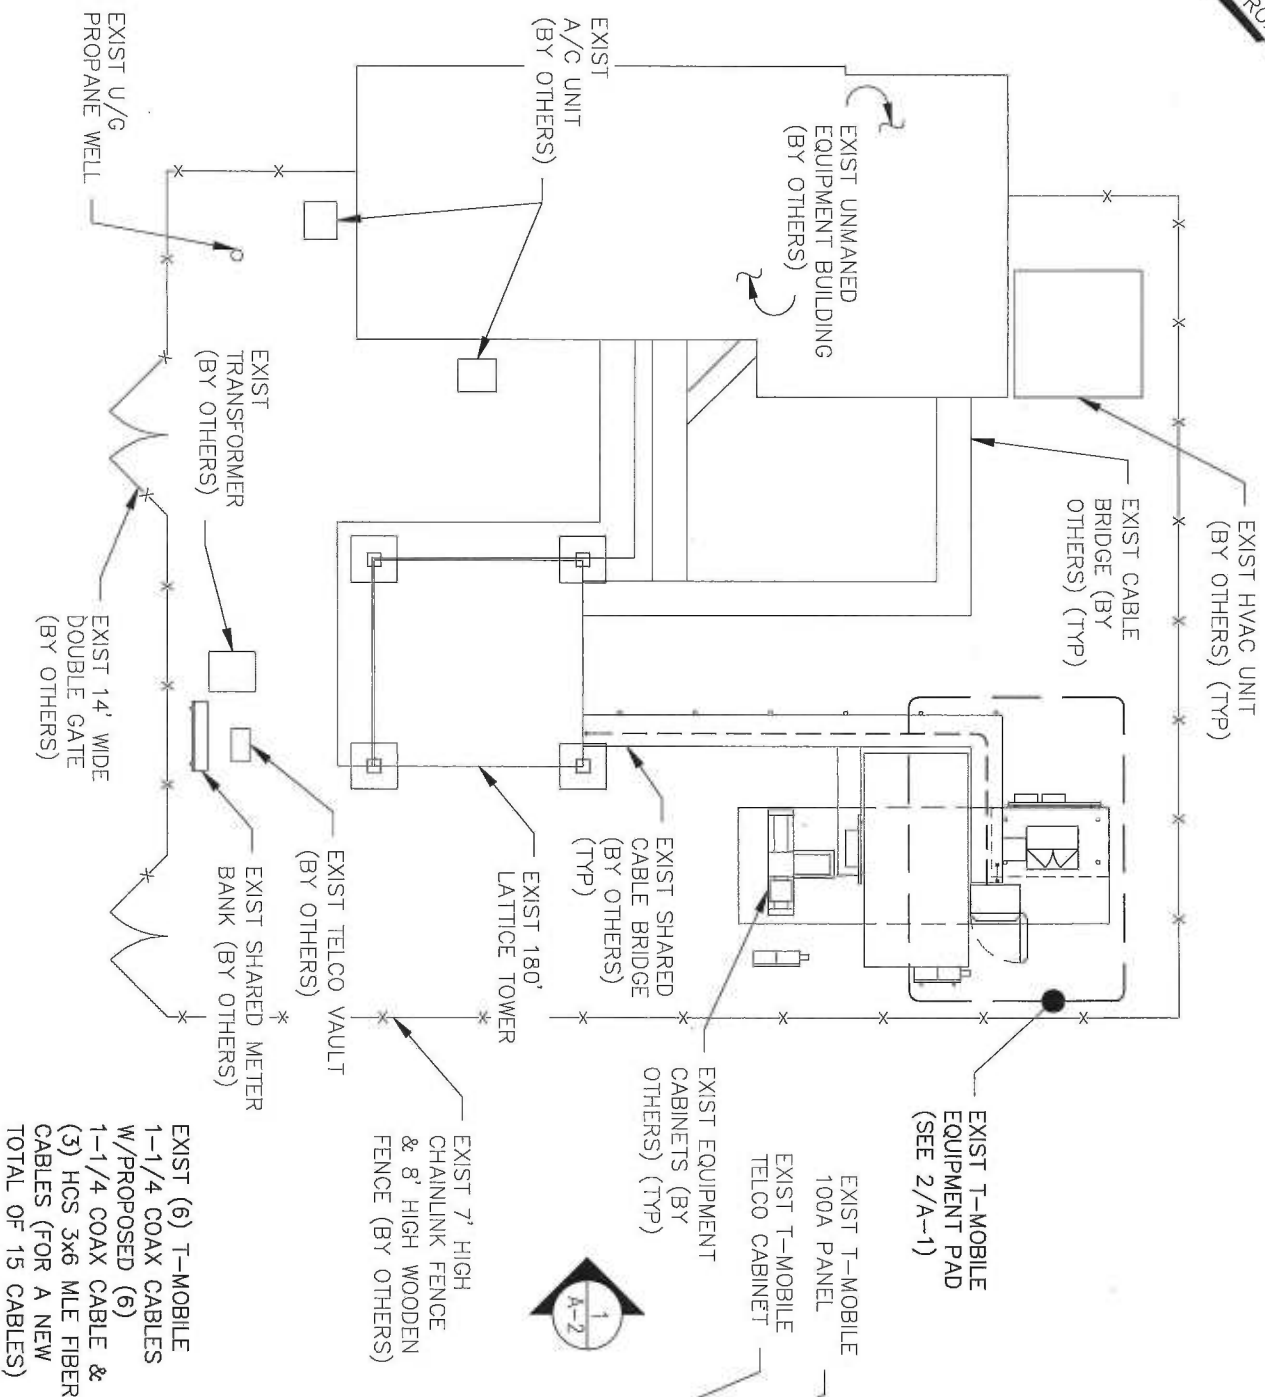 EXIST HVAC UNIT
(BY OTHERS) (TYP)
EXIST CABLE
BRIDGE (BY
OTHERS) (TYP)
EXIST T-MOBILE
EQUIPMENT PAD
(SEE 2/A-1)
EXIST T-MOBILE
100A PANEL
EXIST T-MOBILE
TELCO CABINET
EXIST EQUIPMENT
CABINETS (BY
OTHERS) (TYP)
EXIST UNMANED
EQUIPMENT BUILDING
(BY OTHERS)
EXIST SHARED
CABLE BRIDGE
(BY OTHERS)
(TYP)
EXIST
A/C UNIT
(BY OTHERS)
EXIST 180'
LATTICE TOWER
1
A-2
EXIST 7' HIGH
CHAINLINK FENCE
& 8' HIGH WOODEN
FENCE (BY OTHERS)
EXIST TELCO VAULT
(BY OTHERS)
EXIST SHARED METER
BANK (BY OTHERS)
EXIST
TRANSFORMER
(BY OTHERS)
EXIST U/G
PROPANE WELL
EXIST 14' WIDE
DOUBLE GATE
(BY OTHERS)
EXIST (6) T-MOBILE
1-1/4 COAX CABLES
W/PROPOSED (6)
1-1/4 COAX CABLE &
(3) HCS 3x6 MLE FIBER
CABLES (FOR A NEW
TOTAL OF 15 CABLES)